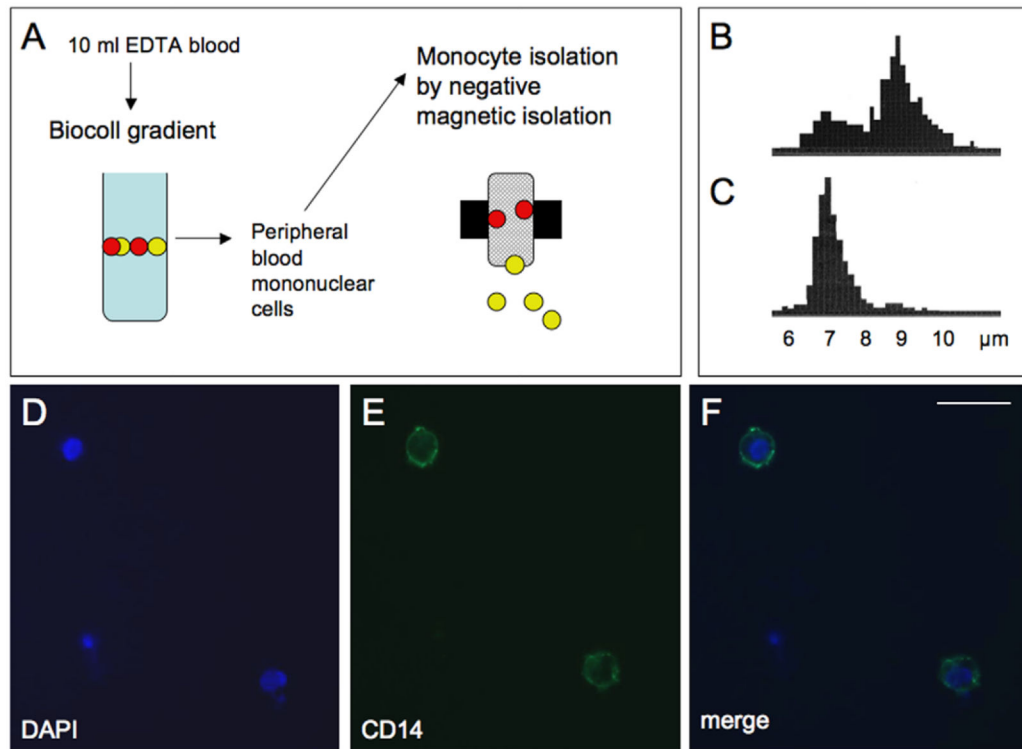 A
10 ml EDTA blood
Biocoll gradient
Peripheral
blood
mononuclear
cells
Monocyte isolation
by negative
magnetic isolation
B
C
6 7 8 9 10 µm
D
DAPI
E
CD14
F
merge